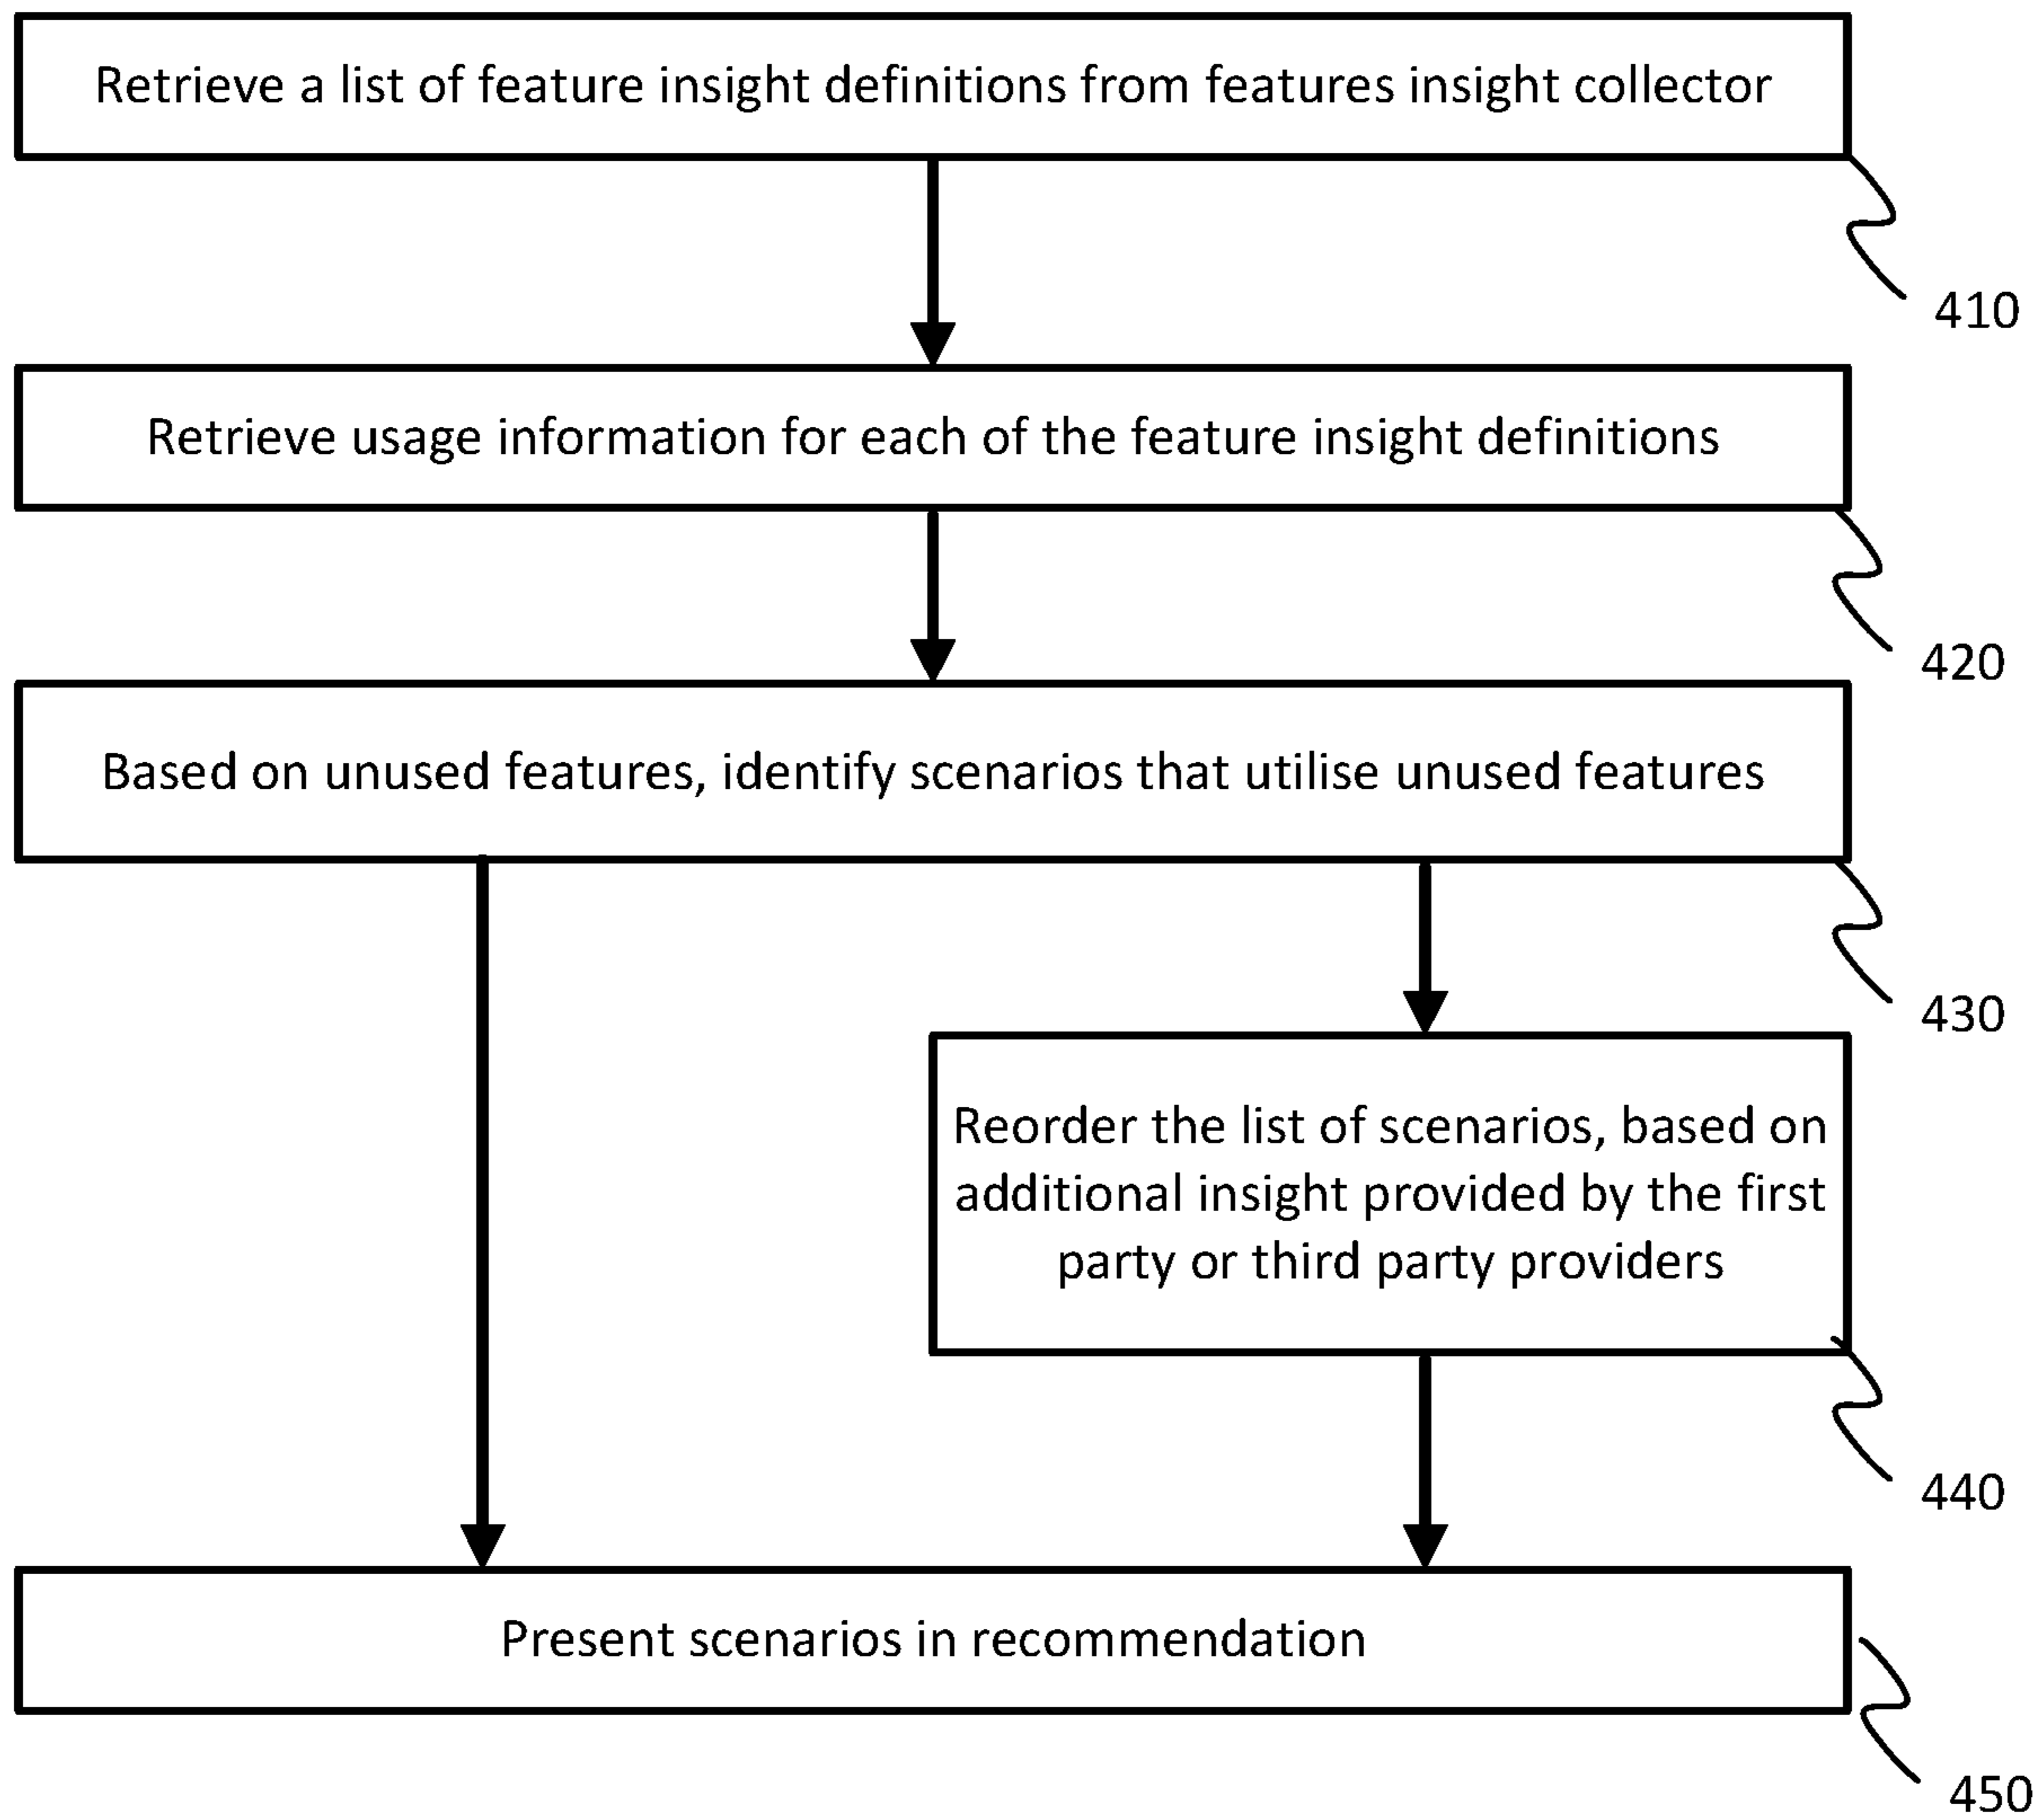 Retrieve a list of feature insight definitions from features insight collector
410
Retrieve usage information for each of the feature insight definitions
420
Based on unused features, identify scenarios that utilise unused features
430
Reorder the list of scenarios, based on
additional insight provided by the first
party or third party providers
440
Present scenarios in recommendation
450